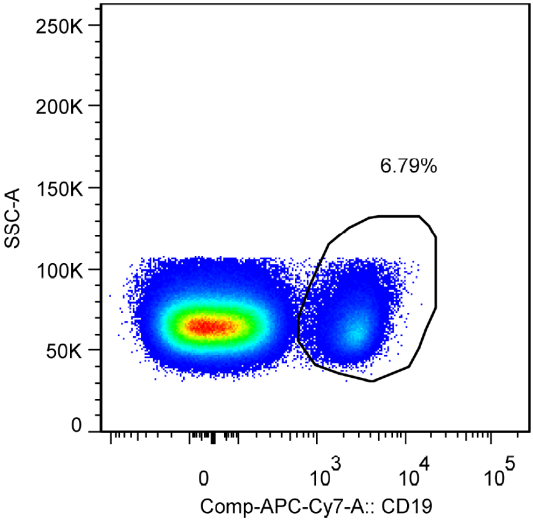 250K
200K
6.79%
150K
SSC-A
100K
50K
0
0 10³ 10⁴ 10⁵
Comp-APC-Cy7-A:: CD19